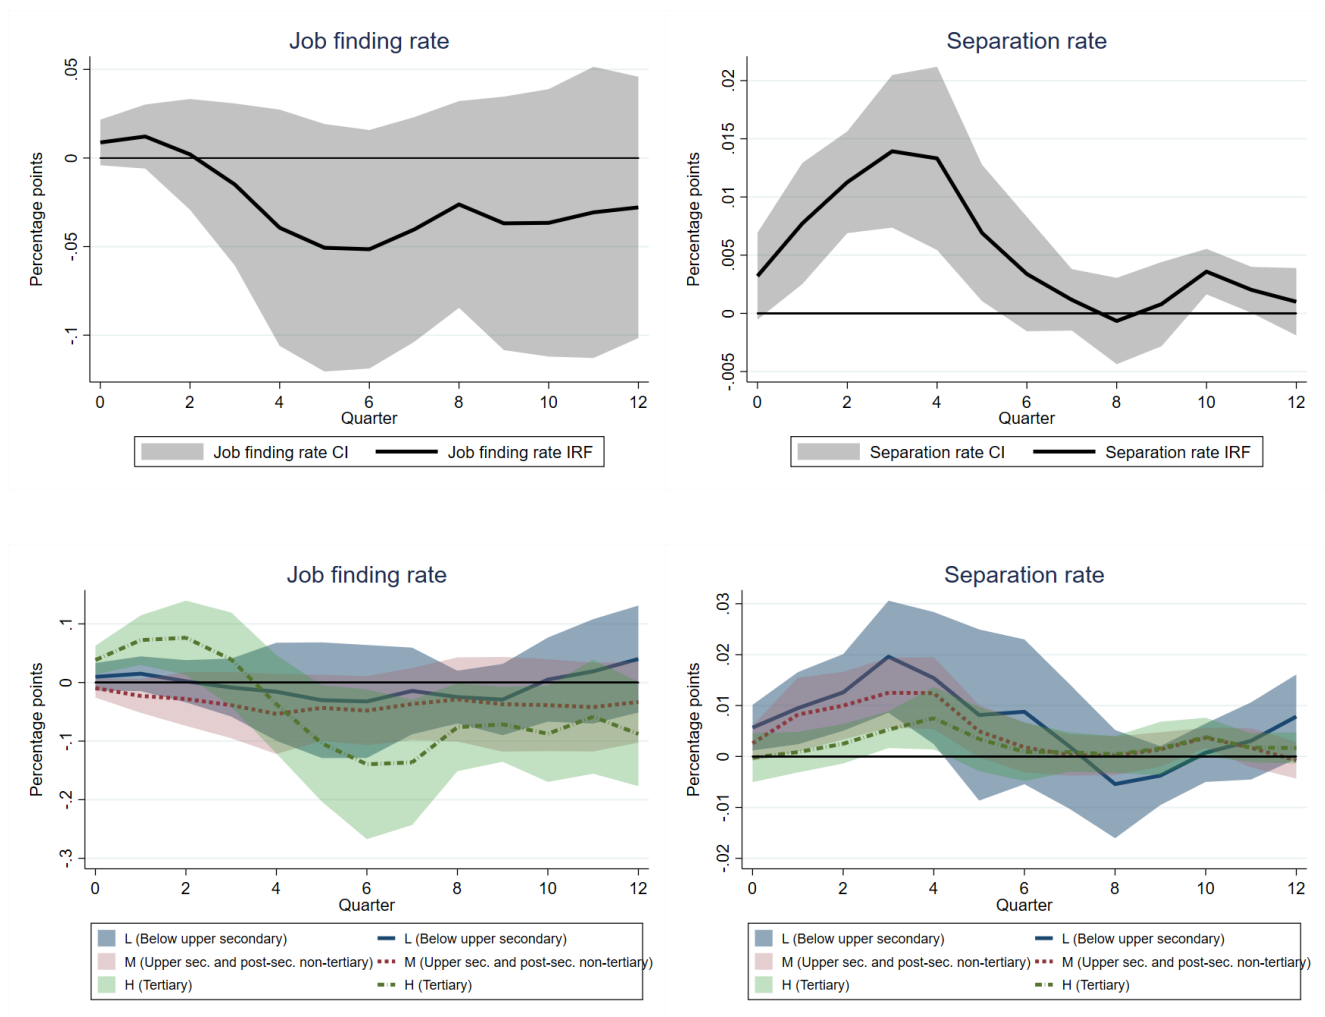 Job finding rate
Percentage points
.05
0
-.05
-.1
0 2 4 6 8 10 12
Quarter
Job finding rate CI Job finding rate IRF
Separation rate
Percentage points
.02
.015
.01
.005
0
-.005
0 2 4 6 8 10 12
Quarter
Separation rate CI Separation rate IRF
Job finding rate
Percentage points
.1
0
-.1
-.2
-.3
0 2 4 6 8 10 12
Quarter
L (Below upper secondary) L (Below upper secondary)
M (Upper sec. and post-sec. non-tertiary) M (Upper sec. and post-sec. non-tertiary)
H (Tertiary) H (Tertiary)
Separation rate
Percentage points
.03
.02
.01
0
-.01
-.02
0 2 4 6 8 10 12
Quarter
L (Below upper secondary) L (Below upper secondary)
M (Upper sec. and post-sec. non-tertiary) M (Upper sec. and post-sec. non-tertiary)
H (Tertiary) H (Tertiary)